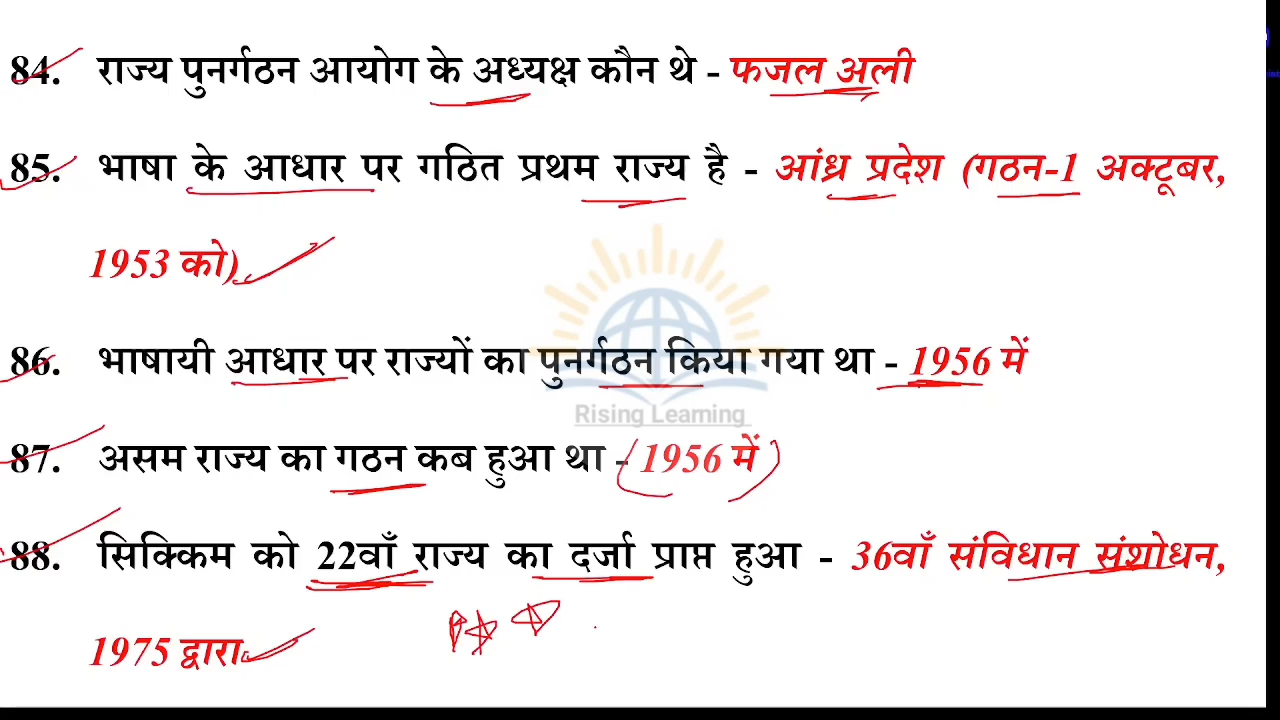 84. राज्य पुनर्गठन आयोग के अध्यक्ष कौन थे - फजल अली
85. भाषा के आधार पर गठित प्रथम राज्य है - आंध्र प्रदेश (गठन-1 अक्टूबर,
1953 को)
86. भाषायी आधार पर राज्यों का पुनर्गठन किया गया था - 1956 में
Rising Learning
87. असम राज्य का गठन कब हुआ था - 1956 में
88. सिक्किम को 22वाँ राज्य का दर्जा प्राप्त हुआ - 36वाँ संविधान संशोधन,
1975 द्वारा